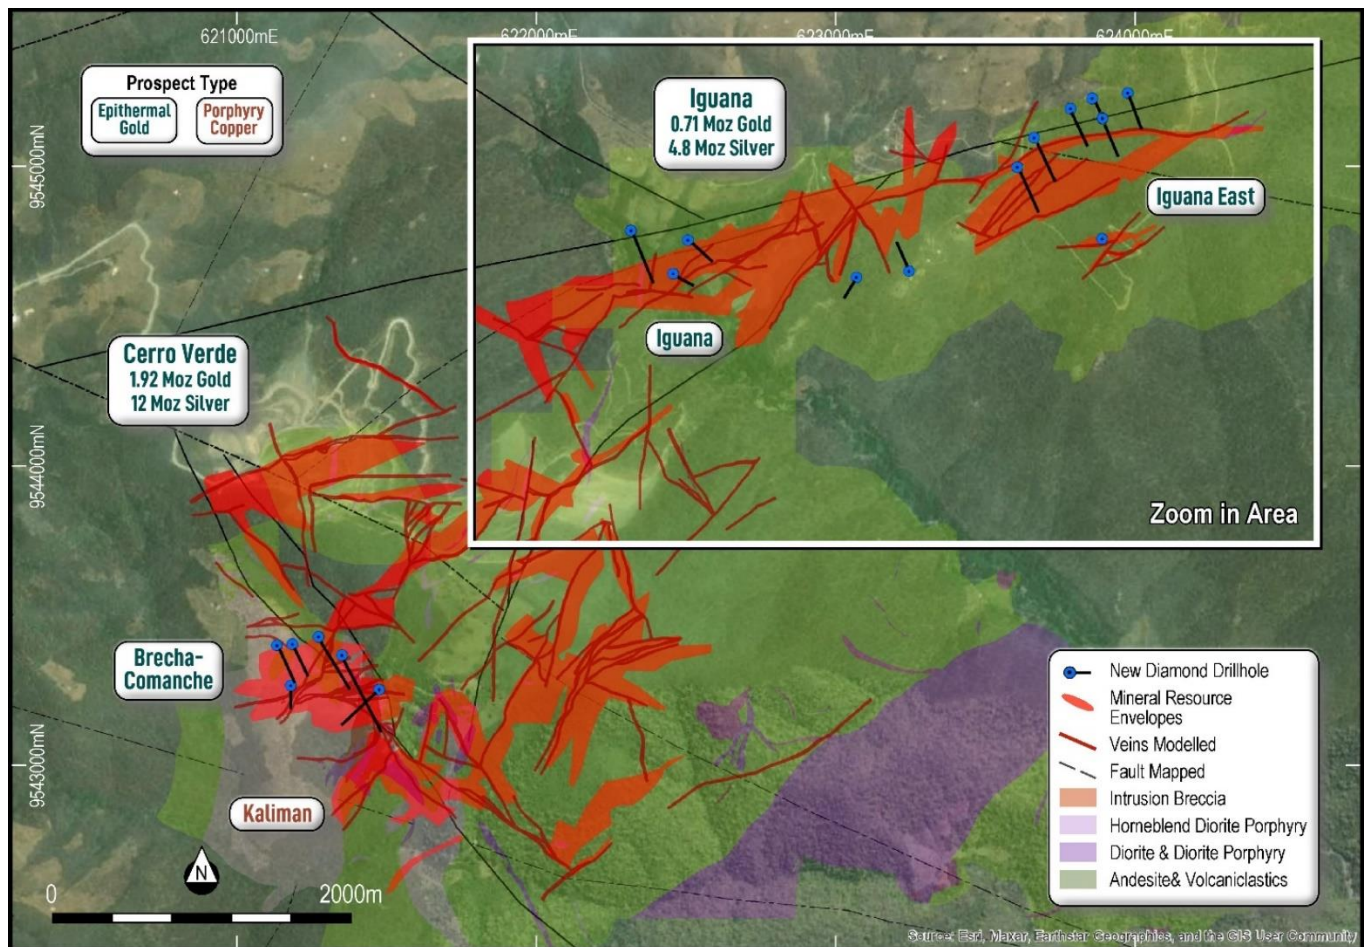 621000mE
622000mE
623000mE
624000mE
Prospect Type
Epithermal
Gold
Porphyry
Copper
Iguana
0.71 Moz Gold
4.8 Moz Silver
9545000mN
Iguana East
Iguana
Cerro Verde
1.92 Moz Gold
12 Moz Silver
9544000mN
Zoom in Area
Brecha-
Comanche
9543000mN
Kaliman
N
0
2000m
New Diamond Drillhole
Mineral Resource
Envelopes
Veins Modelled
Fault Mapped
Intrusion Breccia
Horneblend Diorite Porphyry
Diorite & Diorite Porphyry
Andesite& Volcaniclastics
Source: Esri, Maxar, Earthstar Geographics, and the GIS User Community